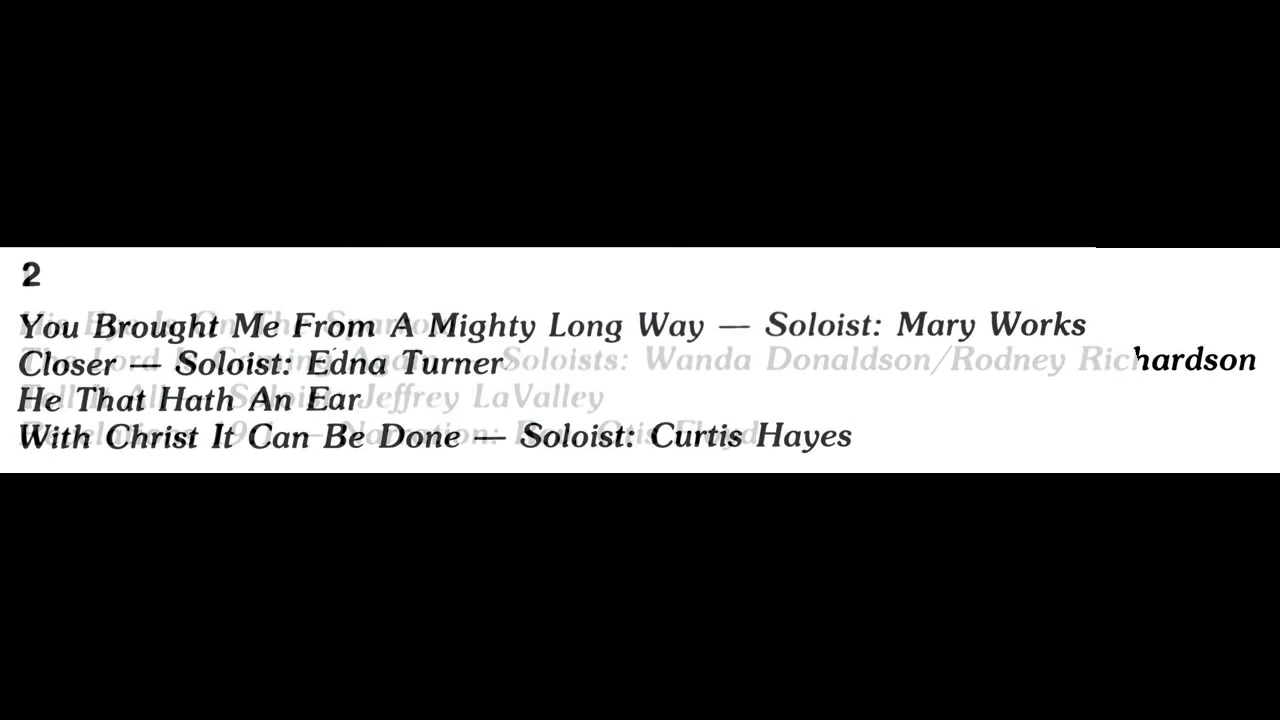 2
You Brought Me From A Mighty Long Way — Soloist: Mary Works
Closer — Soloist: Edna Turner Soloists: Wanda Donaldson/Rodney Richardson
He That Hath An Ear Jeffrey LaValley
With Christ It Can Be Done — Soloist: Curtis Hayes